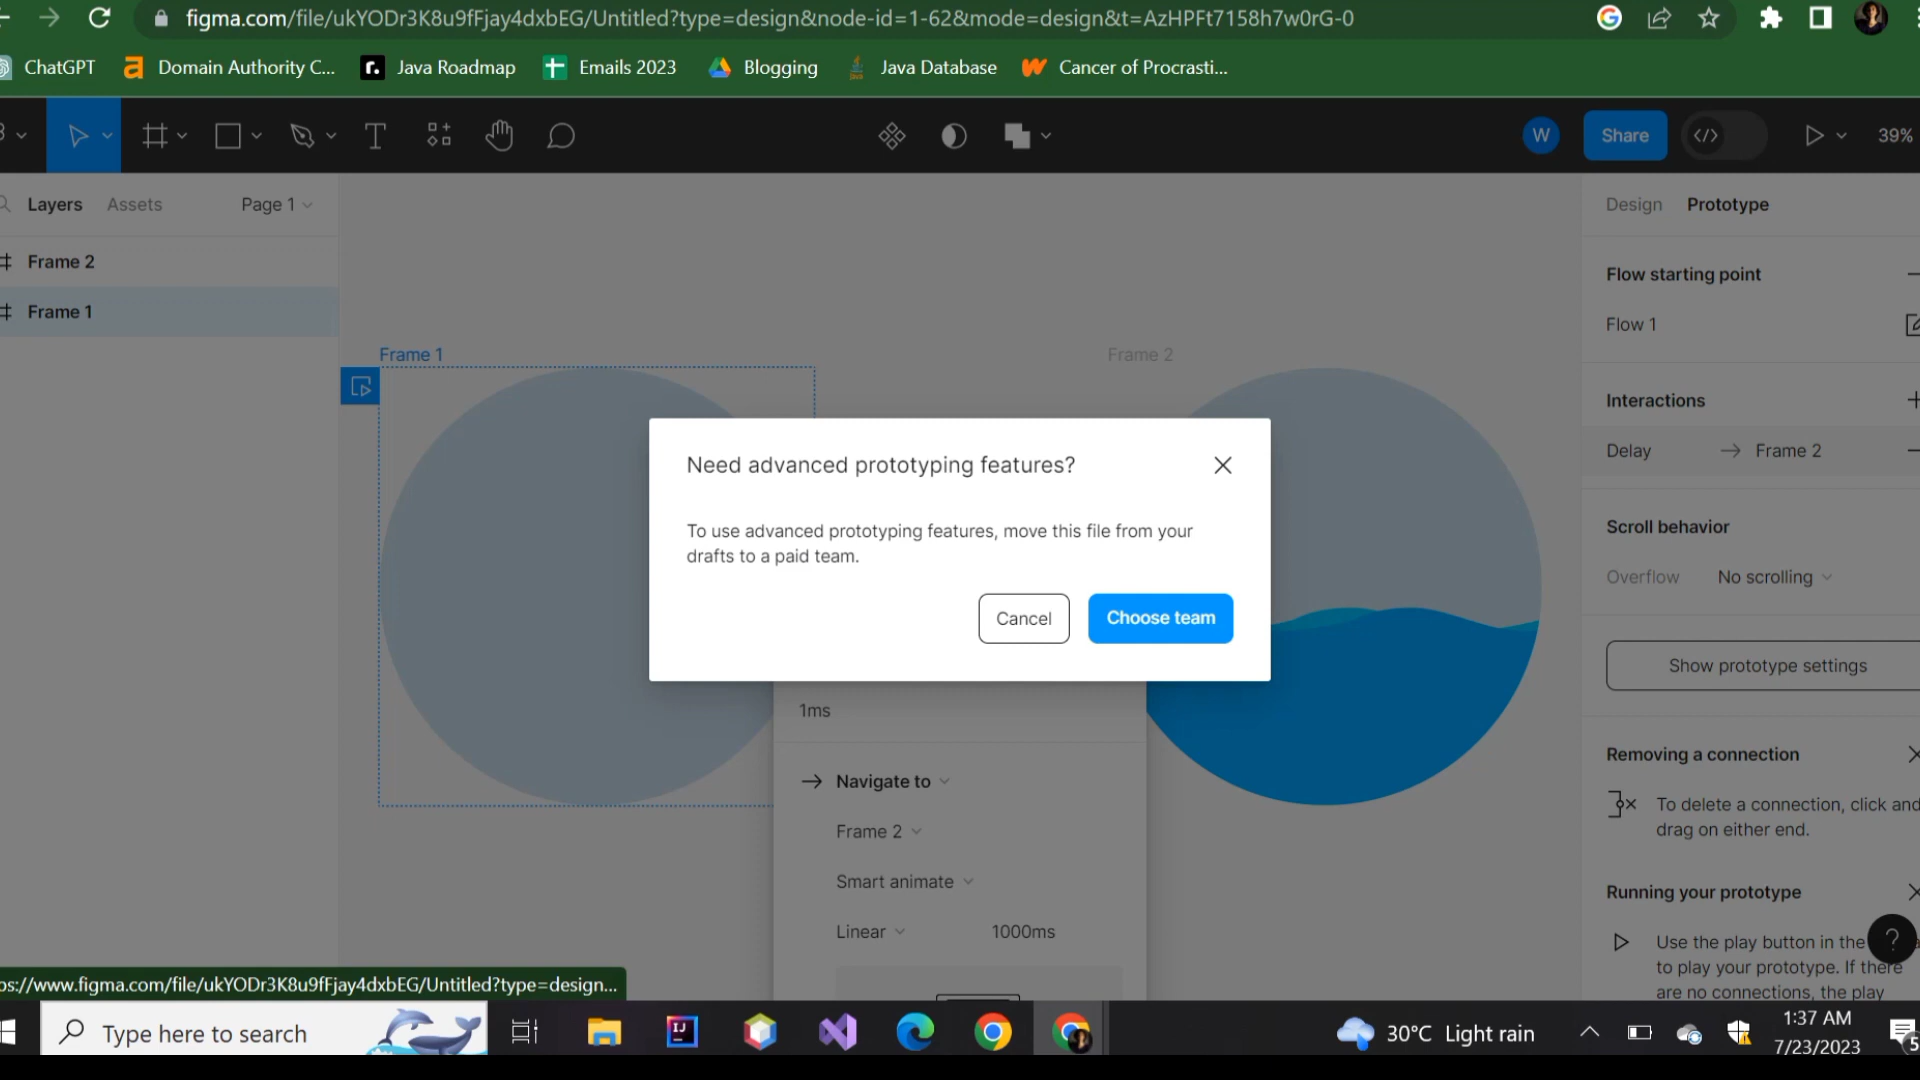 figma.com/file/ukYODr3K8u9fFjay4dxbEG/Untitled?type=design&node-id=1-62&mode=design&t=AzHPFt7158h7w0rG-0
ChatGPT
Domain Authority C...
Java Roadmap
Emails 2023
Blogging
Java Database
Cancer of Procrasti...
W
Share
39%
Layers
Assets
Page 1
Design
Prototype
Frame 2
Frame 1
Flow starting point
Flow 1
Frame 1
Frame 2
Interactions
Delay → Frame 2
Need advanced prototyping features?
To use advanced prototyping features, move this file from your
drafts to a paid team.
Cancel
Choose team
Scroll behavior
Overflow
No scrolling
Show prototype settings
1ms
Navigate to
Frame 2
Smart animate
Linear
1000ms
Removing a connection
To delete a connection, click and
drag on either end.
Running your prototype
Use the play button in the
to play your prototype. If there
are no connections, the play
?
ps://www.figma.com/file/ukYODr3K8u9fFjay4dxbEG/Untitled?type=design...
Type here to search
IJ
30°C Light rain
1:37 AM
7/23/2023
5